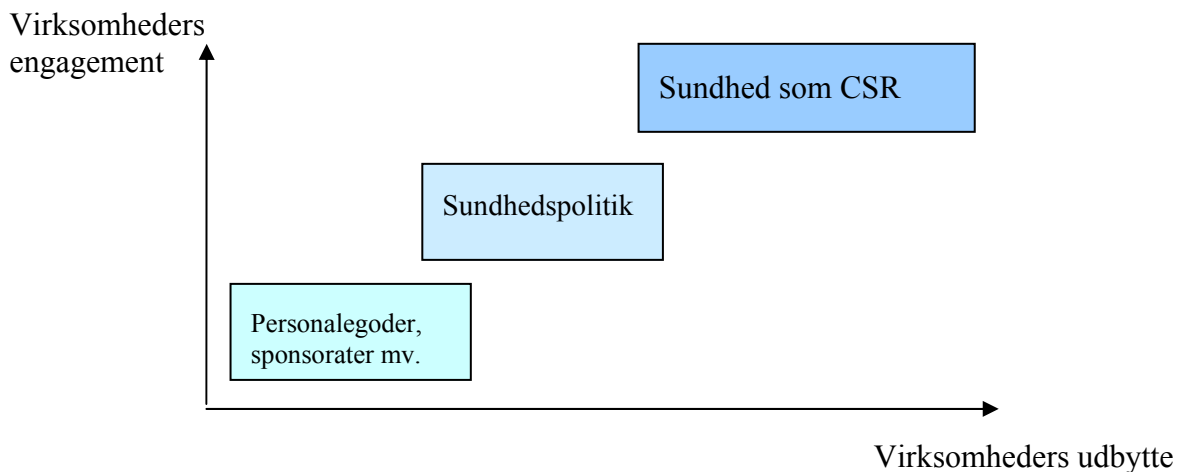 Virksomheders
engagement
Sundhed som CSR
Sundhedspolitik
Personalegoder,
sponsorater mv.
Virksomheders udbytte